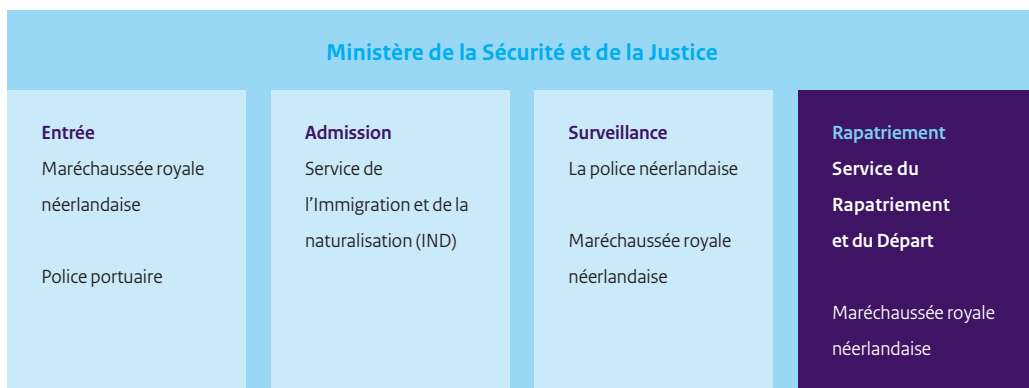 Ministère de la Sécurité et de la Justice
Entrée
Maréchaussée royale
néerlandaise
Police portuaire
Admission
Service de
l’Immigration et de la
naturalisation (IND)
Surveillance
La police néerlandaise
Maréchaussée royale
néerlandaise
Rapatriement
Service du
Rapatriement
et du Départ
Maréchaussée royale
néerlandaise